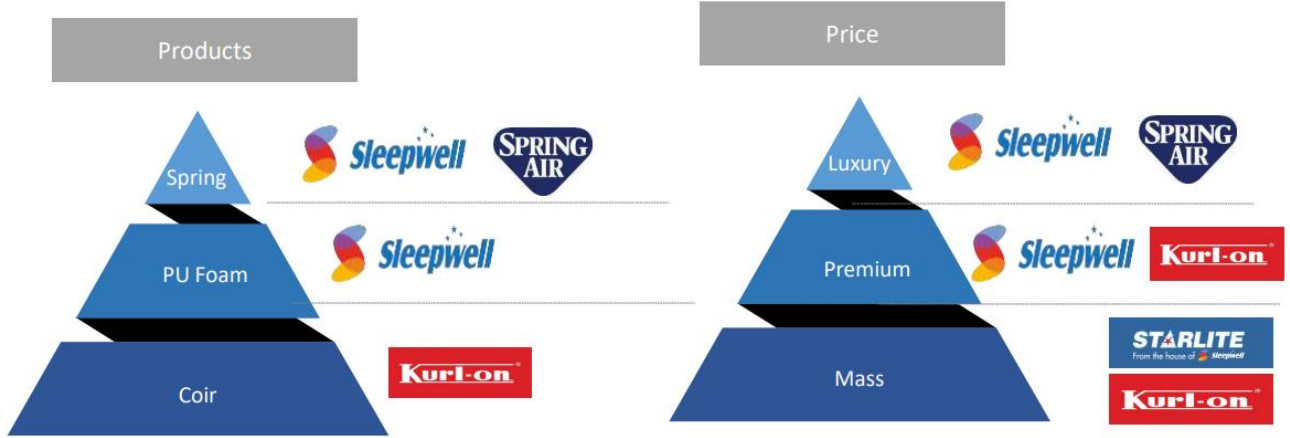 Products
Spring
Sleepwell
SPRING
AIR
PU Foam
Sleepwell
Coir
Kurl-on®
Price
Luxury
Sleepwell
SPRING
AIR
Premium
Sleepwell
Kurl-on®
Mass
STARLITE
From the house of Sleepwell
Kurl-on®